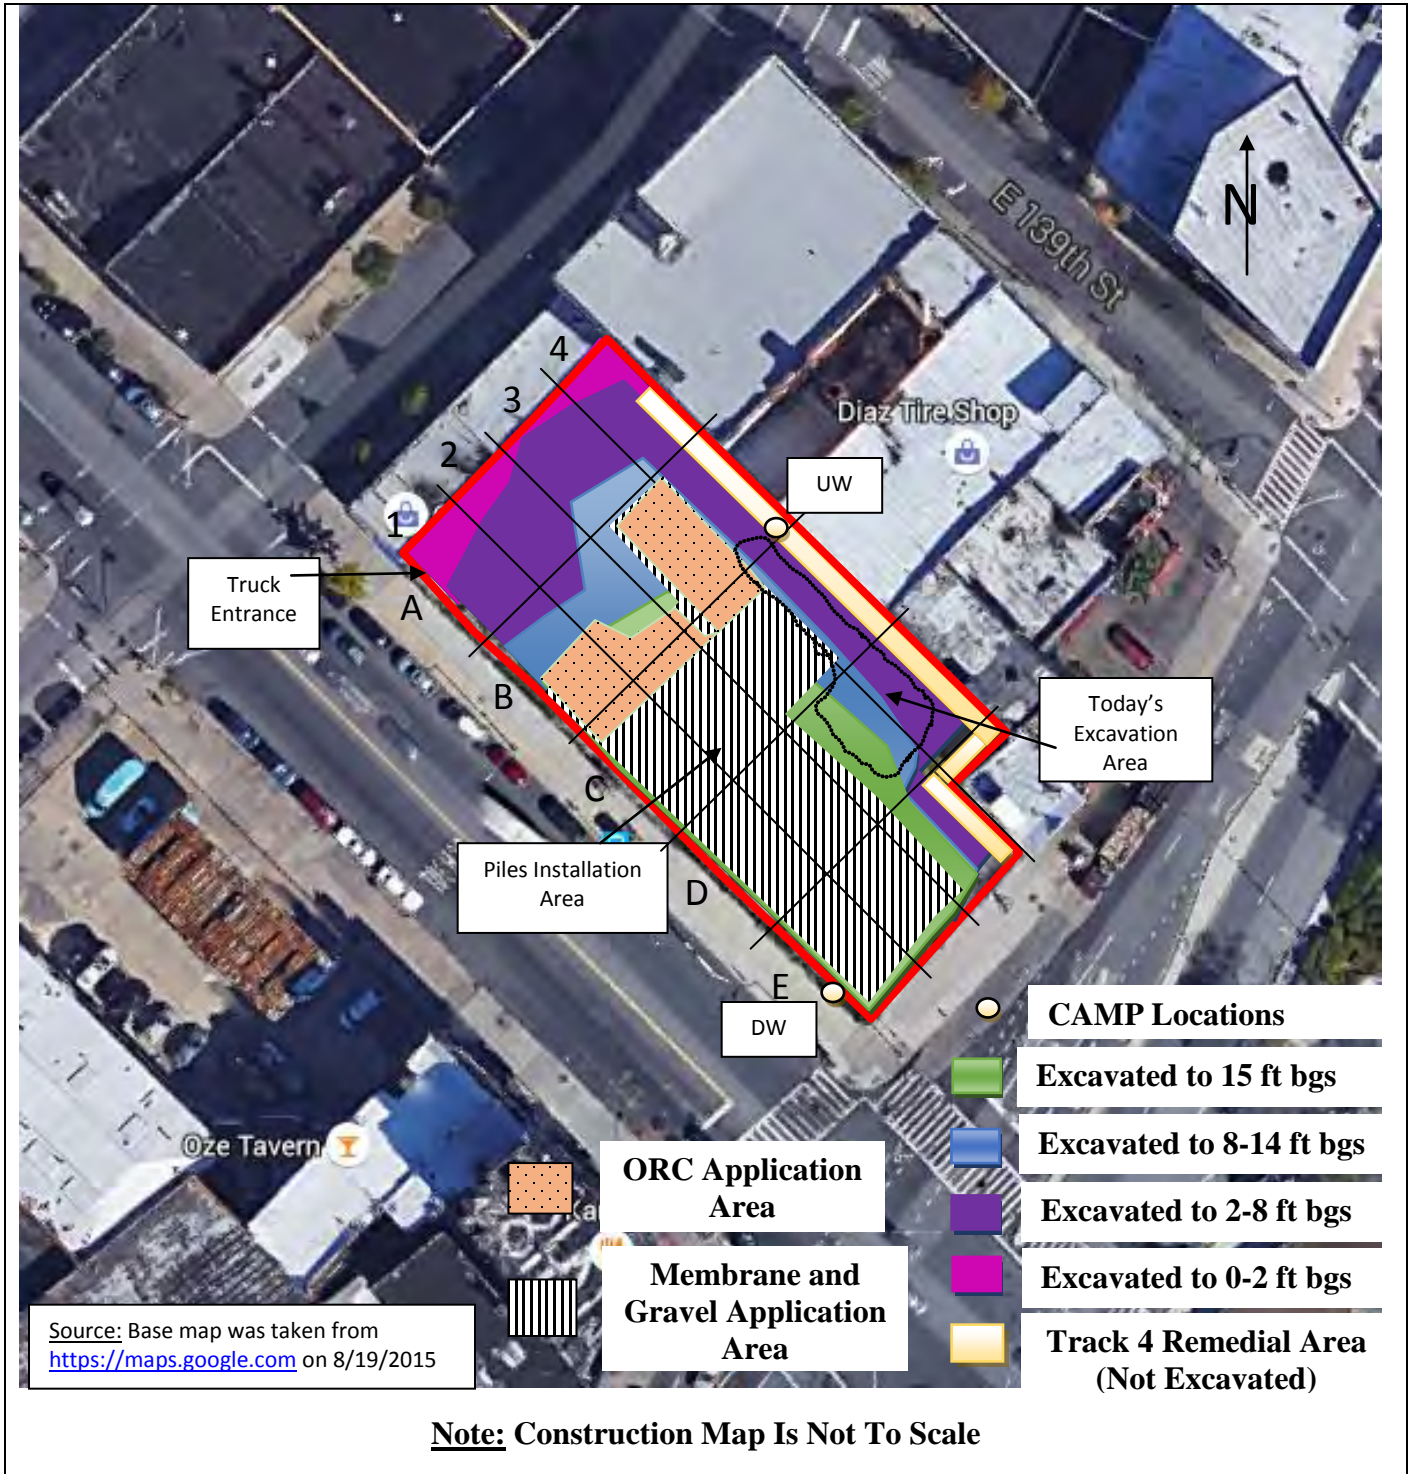 N
E 139th St
4
3
Diaz Tire Shop
2
UW
1
Truck
Entrance
A
B
Today's
Excavation
Area
C
Piles Installation
Area
D
E
DW
CAMP Locations
Excavated to 15 ft bgs
Excavated to 8-14 ft bgs
Excavated to 2-8 ft bgs
Excavated to 0-2 ft bgs
Track 4 Remedial Area
(Not Excavated)
Oze Tavern
ORC Application
Area
Membrane and
Gravel Application
Area
Source: Base map was taken from
https://maps.google.com on 8/19/2015
Note: Construction Map Is Not To Scale